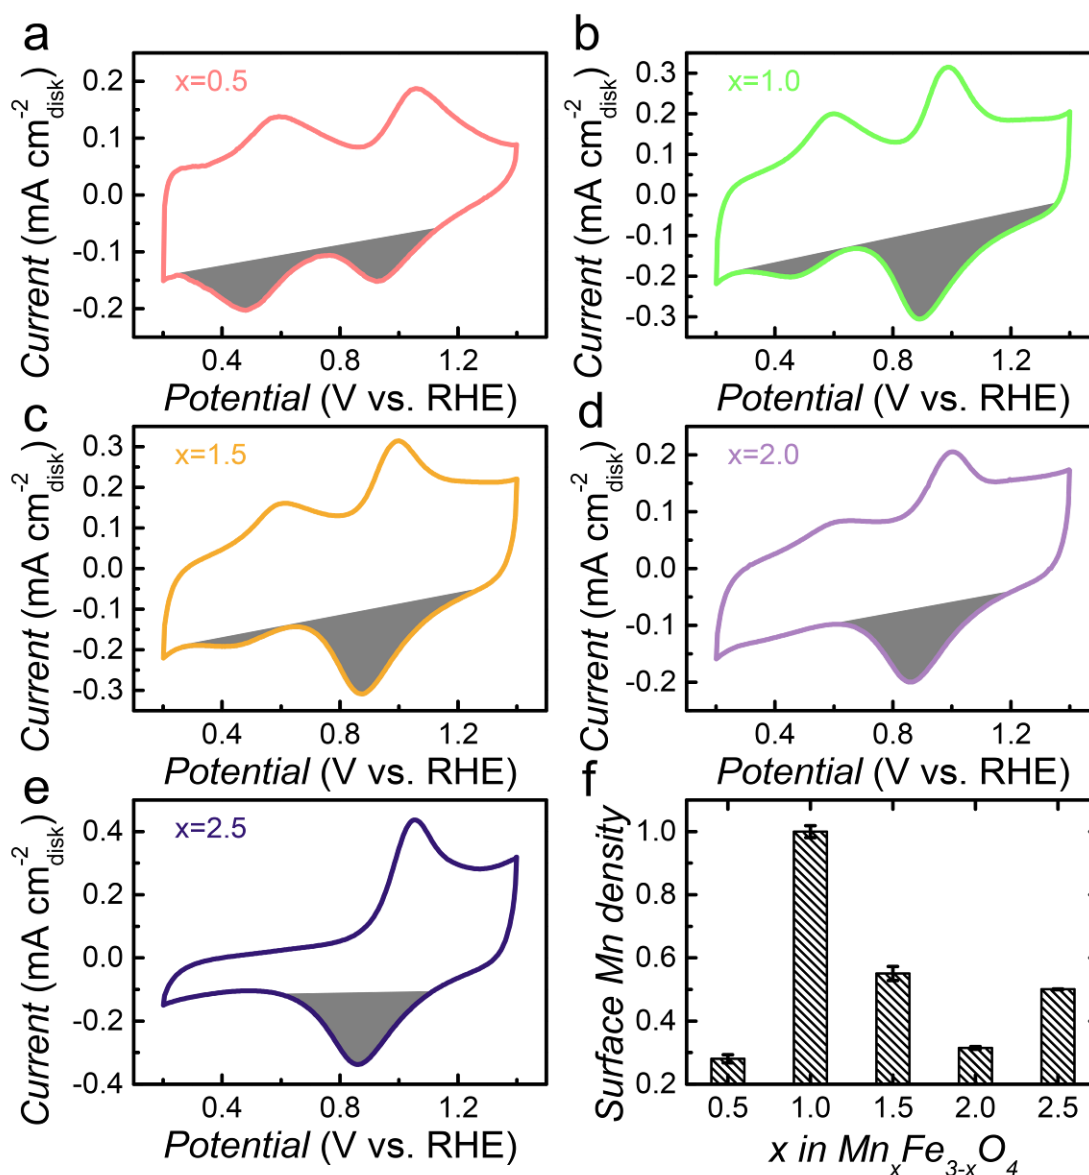 a
x=0.5
Current (mA cm⁻²disk)
0.2
0.1
0.0
-0.1
-0.2
0.4 0.8 1.2
Potential (V vs. RHE)
b
x=1.0
Current (mA cm⁻²disk)
0.3
0.2
0.1
0.0
-0.1
-0.2
-0.3
0.4 0.8 1.2
Potential (V vs. RHE)
c
x=1.5
Current (mA cm⁻²disk)
0.3
0.2
0.1
0.0
-0.1
-0.2
-0.3
0.4 0.8 1.2
Potential (V vs. RHE)
d
x=2.0
Current (mA cm⁻²disk)
0.2
0.1
0.0
-0.1
-0.2
0.4 0.8 1.2
Potential (V vs. RHE)
e
x=2.5
Current (mA cm⁻²disk)
0.4
0.2
0.0
-0.2
-0.4
0.4 0.8 1.2
Potential (V vs. RHE)
f
Surface Mn density
1.0
0.8
0.6
0.4
0.2
0.5 1.0 1.5 2.0 2.5
x in MnₓFe₃₋ₓO₄